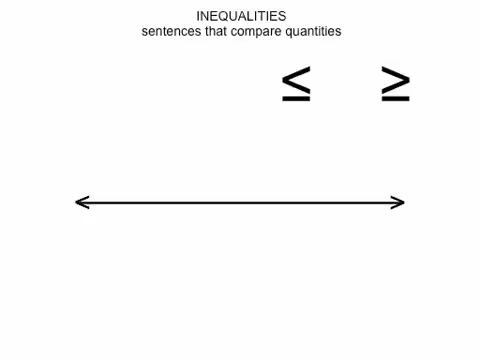 INEQUALITIES
sentences that compare quantities
≤ ≥